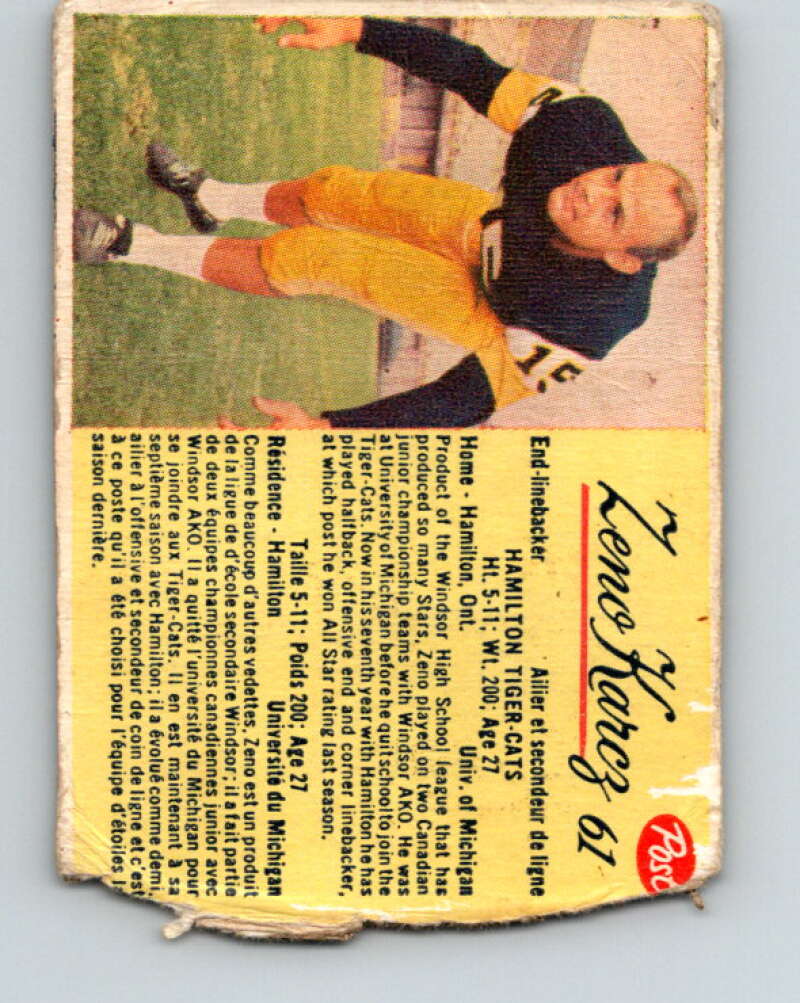 Zeno Karcz 61
Post
End-linebacker Ailier et secondeur de ligne
HAMILTON TIGER-CATS
Ht. 5-11; Wt. 200; Age 27
Home - Hamilton, Ont. Univ. of Michigan
Product of the Windsor High School league that has
produced so many Stars, Zeno played on two Canadian
junior championship teams with Windsor AKO. He was
at University of Michigan before he quit school to join the
Tiger-Cats. Now in his seventh year with Hamilton he has
played halfback, offensive end and corner linebacker,
at which post he won All Star rating last season.
Taille 5-11; Poids 200; Age 27
Résidence - Hamilton Université du Michigan
Comme beaucoup d'autres vedettes, Zeno est un produit
de la ligue de d'école secondaire Windsor; il a fait partie
de deux équipes championnes canadiennes junior avec
Windsor AKO. Il a quitté l'université du Michigan pour
se joindre aux Tiger-Cats. Il en est maintenant à sa
septième saison avec Hamilton; il a évolué comme demi,
ailier à l'offensive et secondeur de coin de ligne et c'est
à ce poste qu'il a été choisi pour l'équipe d'étoiles l
saison dernière.
15